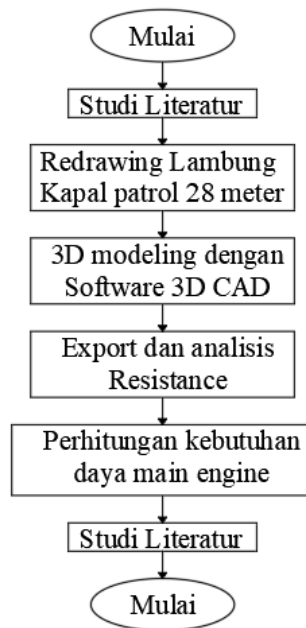 Mulai
Studi Literatur
Redrawing Lambung
Kapal patrol 28 meter
3D modeling dengan
Software 3D CAD
Export dan analisis
Resistance
Perhitungan kebutuhan
daya main engine
Studi Literatur
Mulai